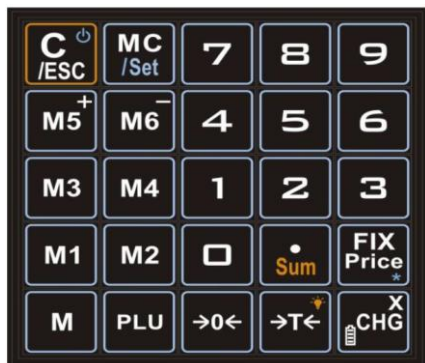 C MC 7 8 9
/ESC /Set
M5 + M6 − 4 5 6
M3 M4 1 2 3
M1 M2 0 . Sum FIX
Price *
M PLU →0← →T← X
CHG